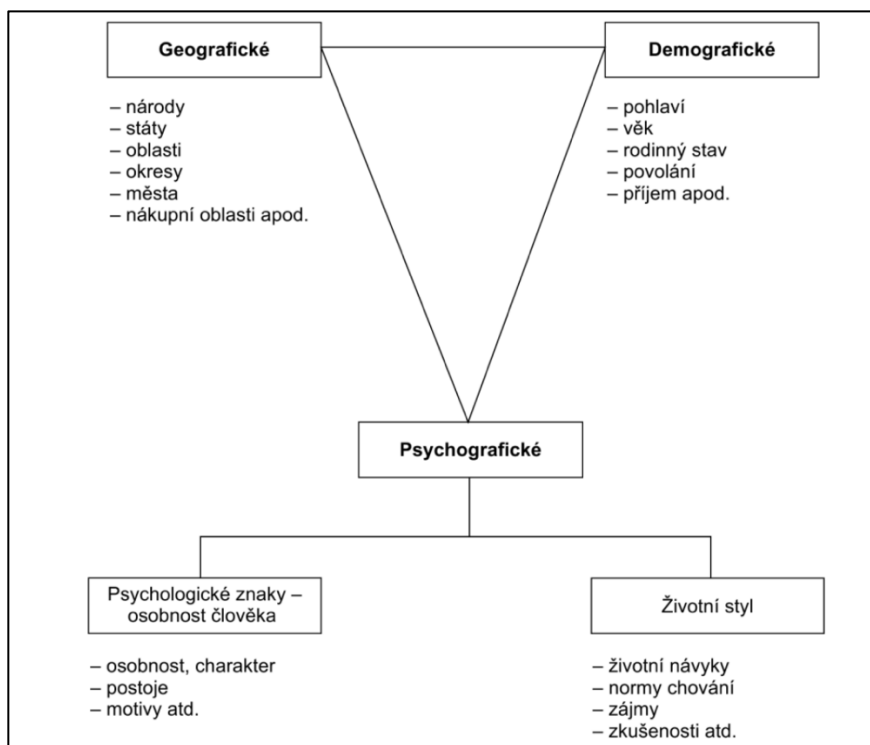 Geografické
– národy
– státy
– oblasti
– okresy
– města
– nákupní oblasti apod.
Demografické
– pohlaví
– věk
– rodinný stav
– povolání
– příjem apod.
Psychografické
Psychologické znaky –
osobnost člověka
– osobnost, charakter
– postoje
– motivy atd.
Životní styl
– životní návyky
– normy chování
– zájmy
– zkušenosti atd.